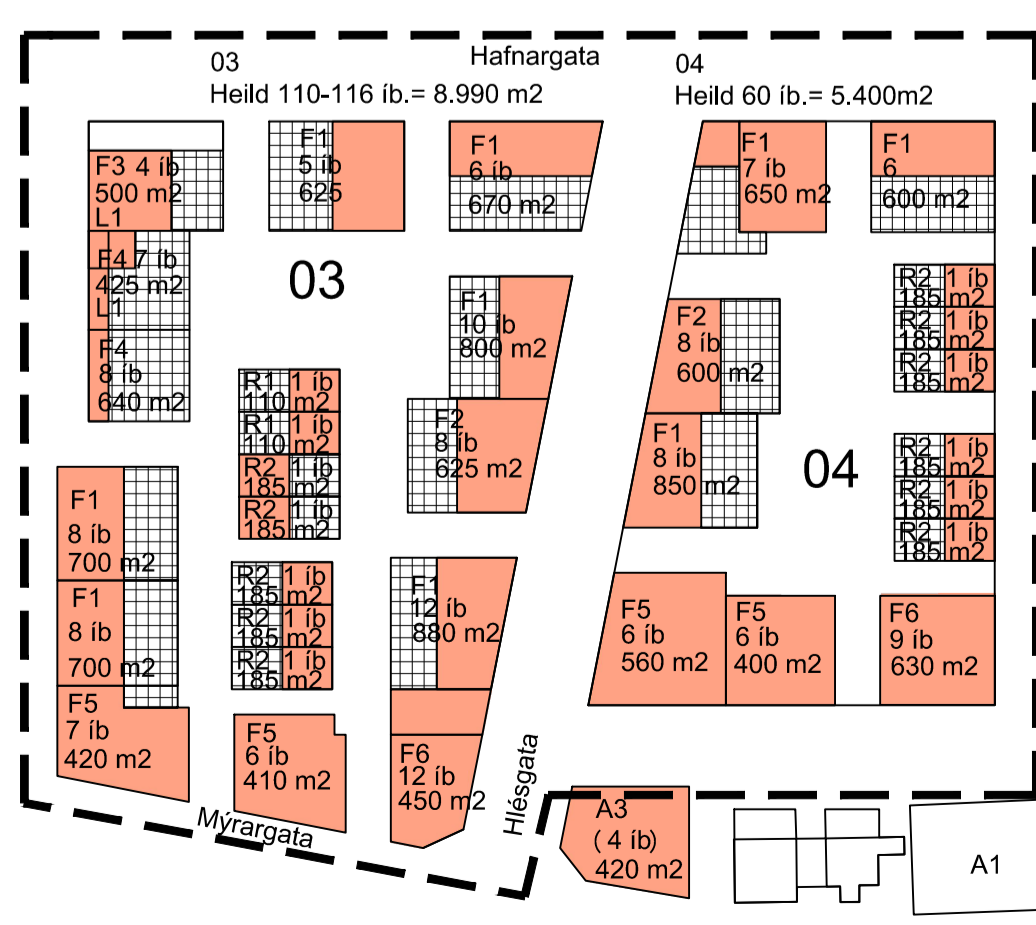 Hafnargata
03
Heild 110-116 íb.= 8.990 m2
04
Heild 60 íb.= 5.400m2
F3 4 íb
500 m2
L1
F4 7 íb
425 m2
L1
F4
8 íb
640 m2
F1
5 íb
625
F1
6 íb
670 m2
03
F1
10 íb
800 m2
F2
8 íb
625 m2
R1 1 íb
110 m2
R1 1 íb
110 m2
R2 1 íb
185 m2
R2 1 íb
185 m2
F1
8 íb
700 m2
F1
8 íb
700 m2
F5
7 íb
420 m2
R2 1 íb
185 m2
R2 1 íb
185 m2
R2 1 íb
185 m2
F1
12 íb
880 m2
F5
6 íb
410 m2
F6
12 íb
450 m2
Mýrargata
Hlésgata
F1
7 íb
650 m2
F1
6
600 m2
R2 1 íb
185 m2
R2 1 íb
185 m2
R2 1 íb
185 m2
F2
8 íb
600 m2
F1
8 íb
850 m2
04
R2 1 íb
185 m2
R2 1 íb
185 m2
R2 1 íb
185 m2
F5
6 íb
560 m2
F5
6 íb
400 m2
F6
9 íb
630 m2
A3
( 4 íb)
420 m2
A1